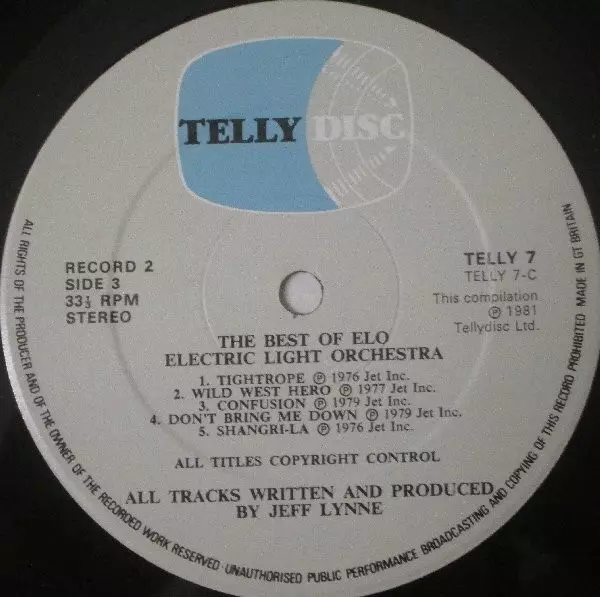 TELLY DISC
RECORD 2
SIDE 3
33⅓ RPM
STEREO
TELLY 7
TELLY 7-C
This compilation
℗ 1981
Tellydisc Ltd.
THE BEST OF ELO
ELECTRIC LIGHT ORCHESTRA
1. TIGHTROPE ℗ 1976 Jet Inc.
2. WILD WEST HERO ℗ 1977 Jet Inc.
3. CONFUSION ℗ 1979 Jet Inc.
4. DON'T BRING ME DOWN ℗ 1979 Jet Inc.
5. SHANGRI-LA ℗ 1976 Jet Inc.
ALL TITLES COPYRIGHT CONTROL
ALL TRACKS WRITTEN AND PRODUCED
BY JEFF LYNNE
ALL RIGHTS OF THE PRODUCER AND OF THE OWNER OF THE RECORDED WORK RESERVED · UNAUTHORISED PUBLIC PERFORMANCE BROADCASTING AND COPYING OF THIS RECORD PROHIBITED MADE IN GT BRITAIN